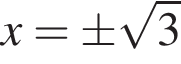 x = ±√3